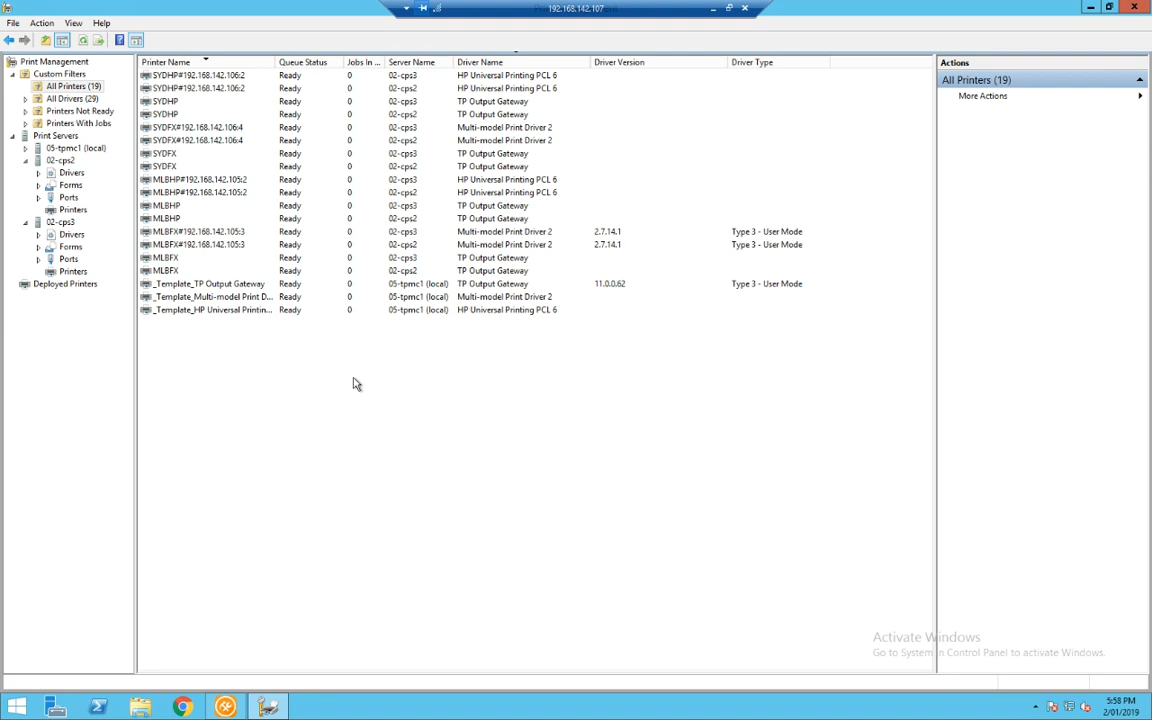 192.168.142.107
File Action View Help
Print Management
Custom Filters
All Printers (19)
All Drivers (29)
Printers Not Ready
Printers With Jobs
Print Servers
05-tpmc1 (local)
02-cps2
Drivers
Forms
Ports
Printers
02-cps3
Drivers
Forms
Ports
Printers
Deployed Printers
Printer Name Queue Status Jobs In ... Server Name Driver Name Driver Version Driver Type
SYDHP#192.168.142.106:2 Ready 0 02-cps3 HP Universal Printing PCL 6
SYDHP#192.168.142.106:2 Ready 0 02-cps2 HP Universal Printing PCL 6
SYDHP Ready 0 02-cps3 TP Output Gateway
SYDHP Ready 0 02-cps2 TP Output Gateway
SYDFX#192.168.142.106:4 Ready 0 02-cps3 Multi-model Print Driver 2
SYDFX#192.168.142.106:4 Ready 0 02-cps2 Multi-model Print Driver 2
SYDFX Ready 0 02-cps3 TP Output Gateway
SYDFX Ready 0 02-cps2 TP Output Gateway
MLBHP#192.168.142.105:2 Ready 0 02-cps3 HP Universal Printing PCL 6
MLBHP#192.168.142.105:2 Ready 0 02-cps2 HP Universal Printing PCL 6
MLBHP Ready 0 02-cps3 TP Output Gateway
MLBHP Ready 0 02-cps2 TP Output Gateway
MLBFX#192.168.142.105:3 Ready 0 02-cps3 Multi-model Print Driver 2 2.7.14.1 Type 3 - User Mode
MLBFX#192.168.142.105:3 Ready 0 02-cps2 Multi-model Print Driver 2 2.7.14.1 Type 3 - User Mode
MLBFX Ready 0 02-cps3 TP Output Gateway
MLBFX Ready 0 02-cps2 TP Output Gateway
_Template_TP Output Gateway Ready 0 05-tpmc1 (local) TP Output Gateway 11.0.0.62 Type 3 - User Mode
_Template_Multi-model Print D... Ready 0 05-tpmc1 (local) Multi-model Print Driver 2
_Template_HP Universal Printin... Ready 0 05-tpmc1 (local) HP Universal Printing PCL 6
Actions
All Printers (19)
More Actions
Activate Windows
Go to System in Control Panel to activate Windows.
5:58 PM
2/01/2019